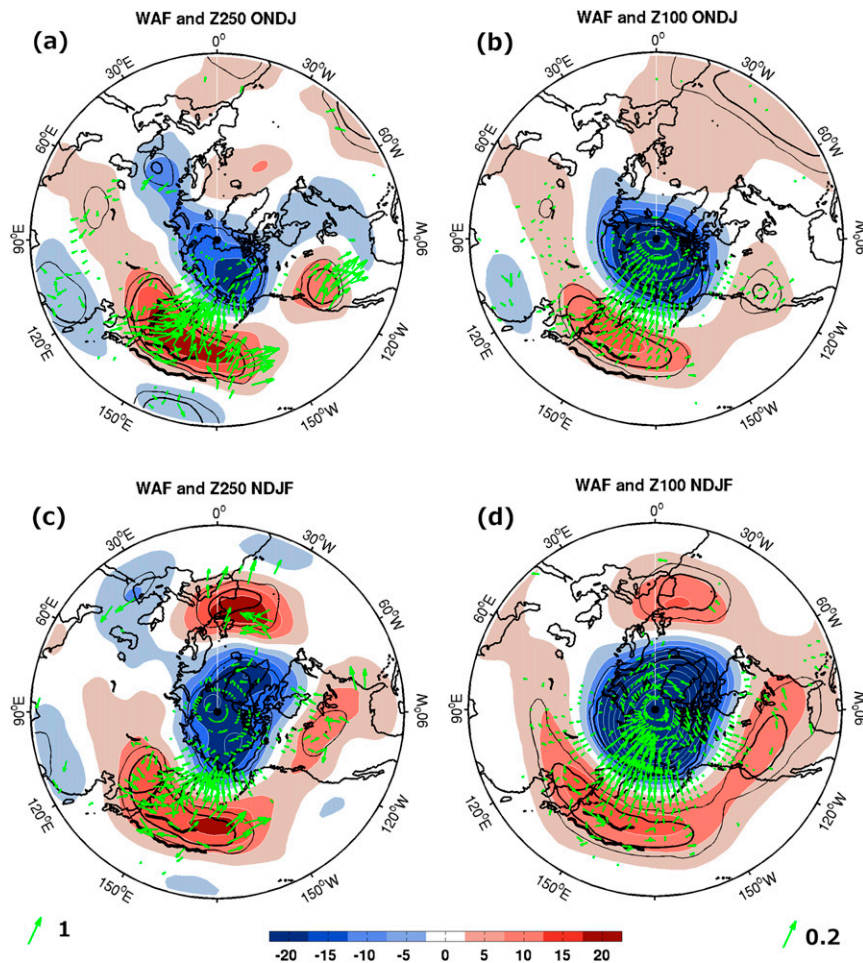 WAF and Z250 ONDJ
WAF and Z100 ONDJ
(a)
(b)
0°
30°E
30°W
60°E
60°W
90°E
90°W
120°E
120°W
150°E
150°W
0°
30°E
30°W
60°E
60°W
90°E
90°W
120°E
120°W
150°E
150°W
WAF and Z250 NDJF
WAF and Z100 NDJF
(c)
(d)
0°
30°E
30°W
60°E
60°W
90°E
90°W
120°E
120°W
150°E
150°W
0°
30°E
30°W
60°E
60°W
90°E
90°W
120°E
120°W
150°E
150°W
1
0.2
-20 -15 -10 -5 0 5 10 15 20